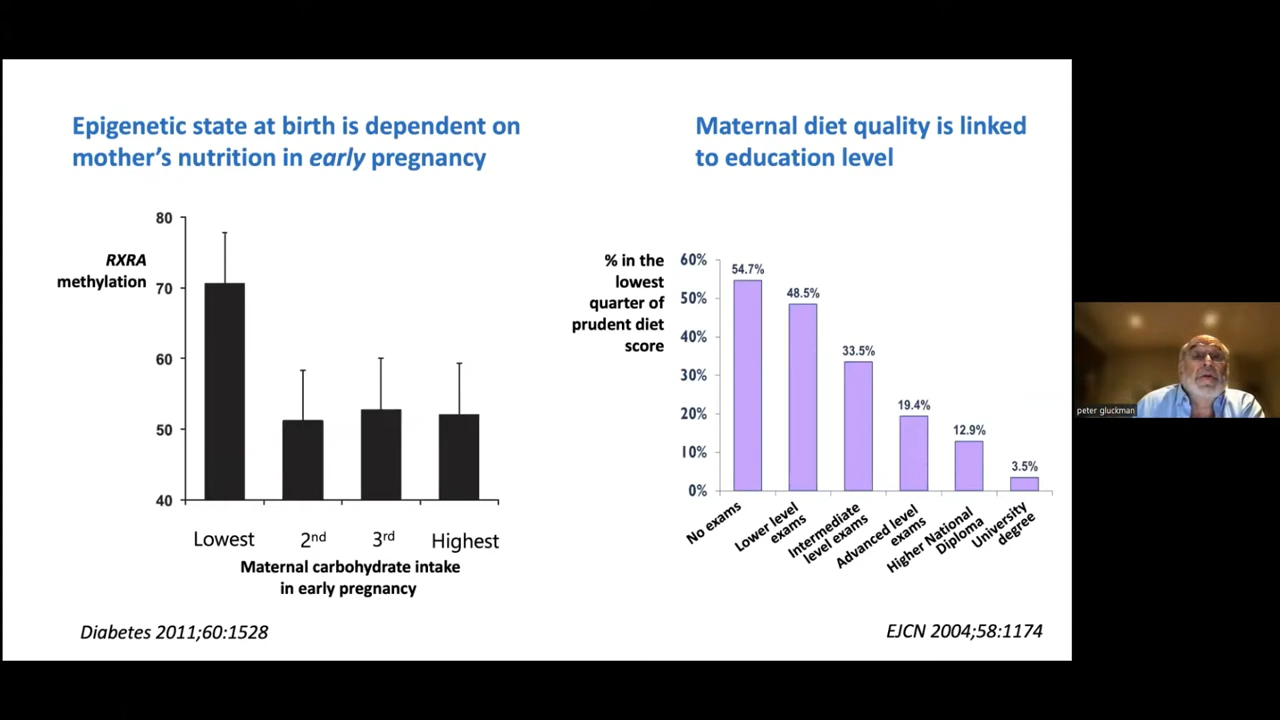 Epigenetic state at birth is dependent on
mother's nutrition in early pregnancy
RXRA
methylation
80
70
60
50
40
Lowest
2nd
3rd
Highest
Maternal carbohydrate intake
in early pregnancy
Diabetes 2011;60:1528
Maternal diet quality is linked
to education level
% in the
lowest
quarter of
prudent diet
score
60%
50%
40%
30%
20%
10%
0%
54.7%
48.5%
33.5%
19.4%
12.9%
3.5%
No exams
Lower level
exams
Intermediate
level exams
Advanced level
exams
Higher National
Diploma
University
degree
EJCN 2004;58:1174
peter gluckman